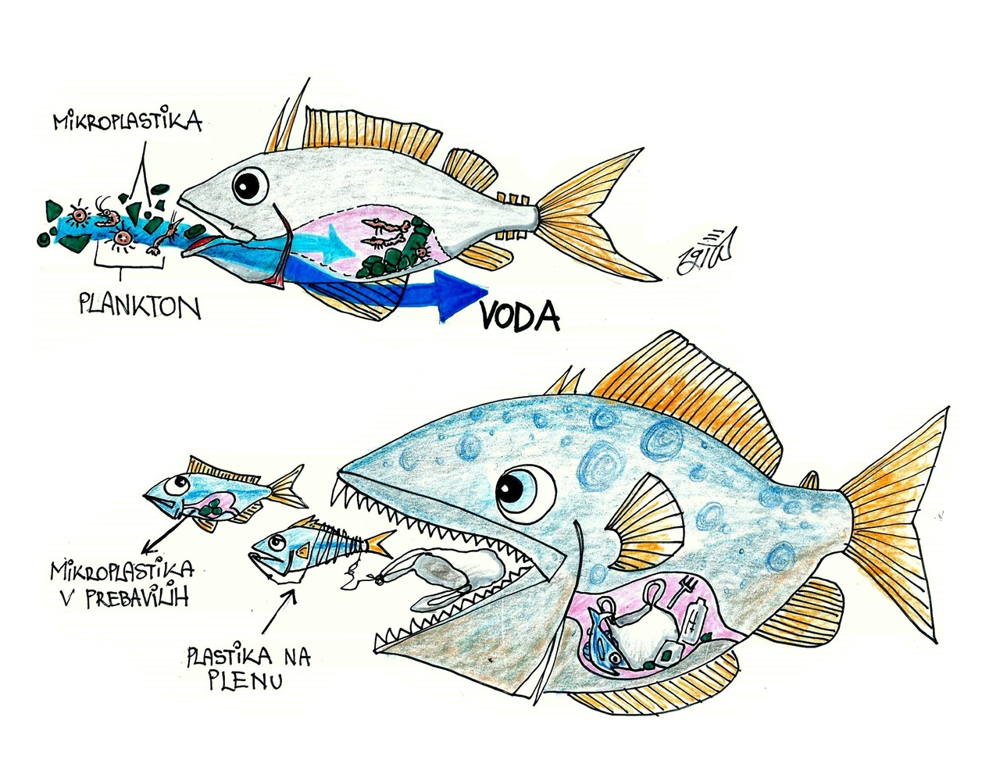 MIKROPLASTIKA
PLANKTON
VODA
MIKROPLASTIKA
V PREBAVILIH
PLASTIKA NA
PLENU